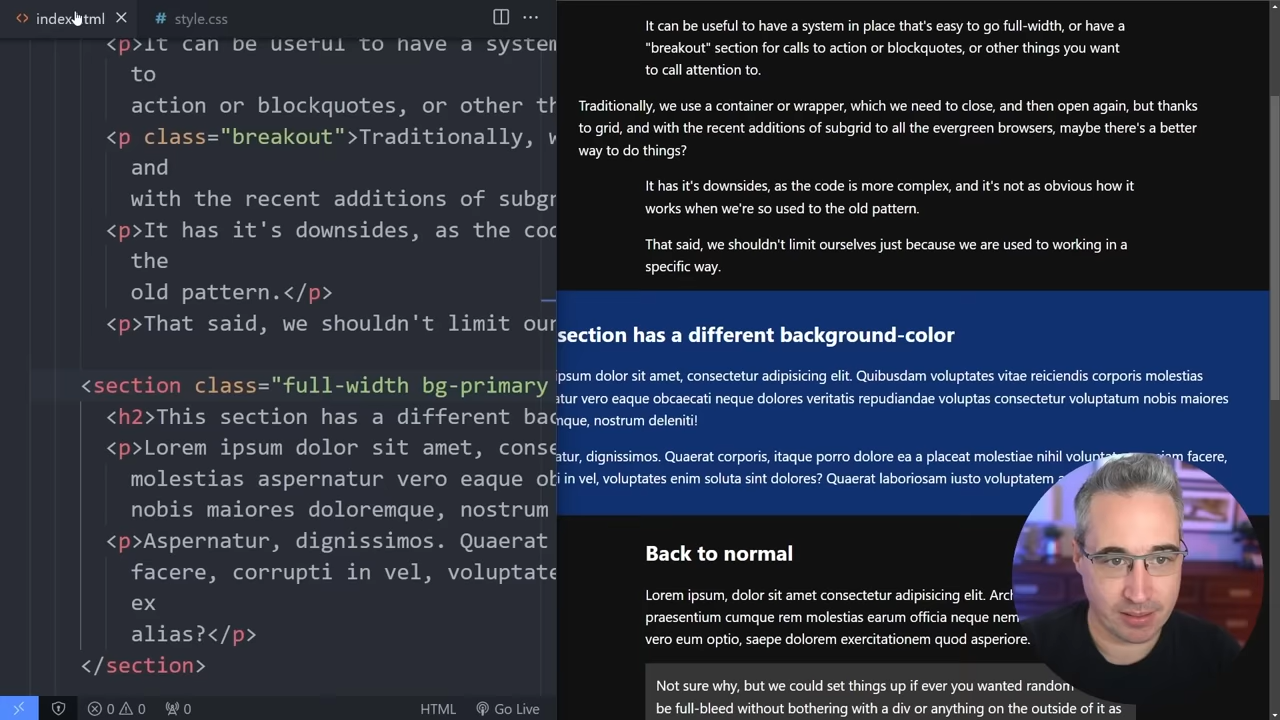 index.html
style.css
<p>It can be useful to have a system
to
action or blockquotes, or other th
<p class="breakout">Traditionally, w
and
with the recent additions of subgr
<p>It has it's downsides, as the cod
the
old pattern.</p>
<p>That said, we shouldn't limit our
<section class="full-width bg-primary
<h2>This section has a different bac
<p>Lorem ipsum dolor sit amet, conse
molestias aspernatur vero eaque ob
nobis maiores doloremque, nostrum
<p>Aspernatur, dignissimos. Quaerat
facere, corrupti in vel, voluptate
ex
alias?</p>
</section>
0 0 0
HTML
Go Live
It can be useful to have a system in place that's easy to go full-width, or have a
"breakout" section for calls to action or blockquotes, or other things you want
to call attention to.
Traditionally, we use a container or wrapper, which we need to close, and then open again, but thanks
to grid, and with the recent additions of subgrid to all the evergreen browsers, maybe there's a better
way to do things?
It has it's downsides, as the code is more complex, and it's not as obvious how it
works when we're so used to the old pattern.
That said, we shouldn't limit ourselves just because we are used to working in a
specific way.
section has a different background-color
ipsum dolor sit amet, consectetur adipisicing elit. Quibusdam voluptates vitae reiciendis corporis molestias
atur vero eaque obcaecati neque dolores veritatis repudiandae voluptas consectetur voluptatum nobis maiores
mque, nostrum deleniti!
atur, dignissimos. Quaerat corporis, itaque porro dolore ea a placeat molestiae nihil facere,
i in vel, voluptates enim soluta sint dolores? Quaerat laboriosam iusto voluptatem
Back to normal
Lorem ipsum, dolor sit amet consectetur adipisicing elit.
praesentium cumque rem molestias earum officia neque
vero eum optio, saepe dolorem exercitationem quod asperiore.
Not sure why, but we could set things up if ever you wanted random
be full-bleed without bothering with a div or anything on the outside of it as